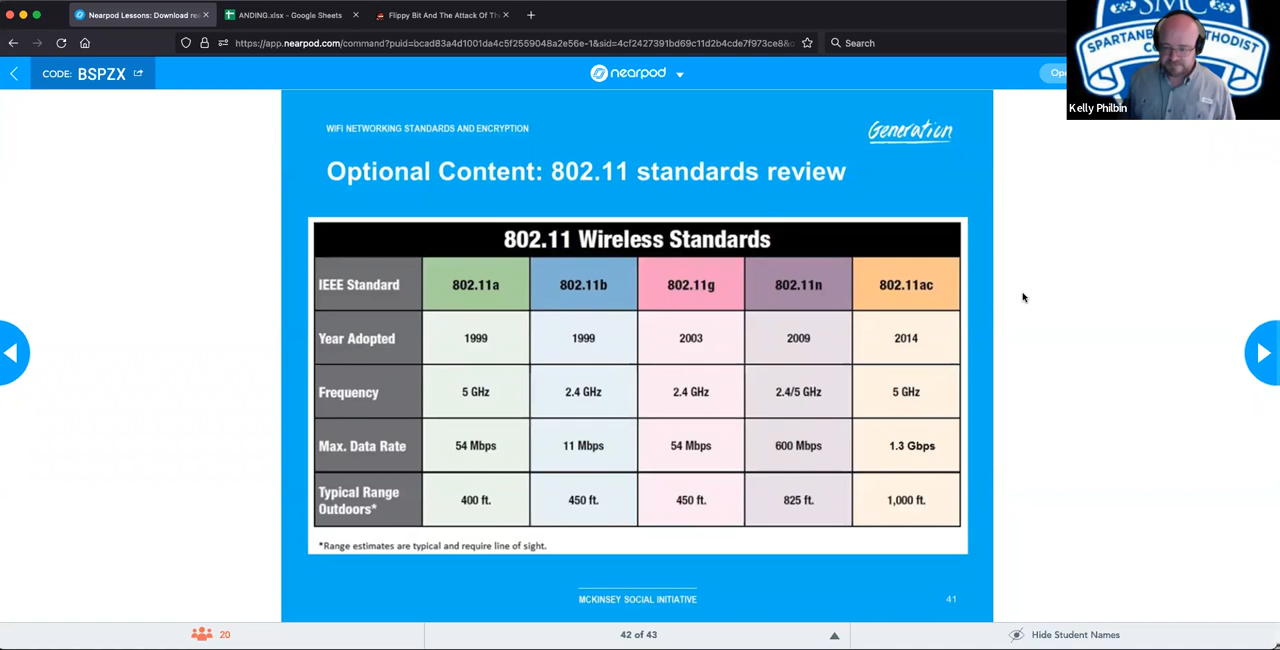 Nearpod Lessons: Download re
ANDING.xlsx - Google Sheets
Flippy Bit And The Attack Of Th
https://app.nearpod.com/command?puid=bcad83a4d1001da4c5f2559048a2e56e-1&sid=4cf2427391bd69c11d2b4cde7f973ce8&
Search
SMC
SPARTANB
THODIST
CO
Kelly Philbin
CODE: BSPZX
nearpod
Ope
WIFI NETWORKING STANDARDS AND ENCRYPTION
Generation
Optional Content: 802.11 standards review
802.11 Wireless Standards
IEEE Standard 802.11a 802.11b 802.11g 802.11n 802.11ac
Year Adopted 1999 1999 2003 2009 2014
Frequency 5 GHz 2.4 GHz 2.4 GHz 2.4/5 GHz 5 GHz
Max. Data Rate 54 Mbps 11 Mbps 54 Mbps 600 Mbps 1.3 Gbps
Typical Range
Outdoors* 400 ft. 450 ft. 450 ft. 825 ft. 1,000 ft.
*Range estimates are typical and require line of sight.
MCKINSEY SOCIAL INITIATIVE
41
20
42 of 43
Hide Student Names